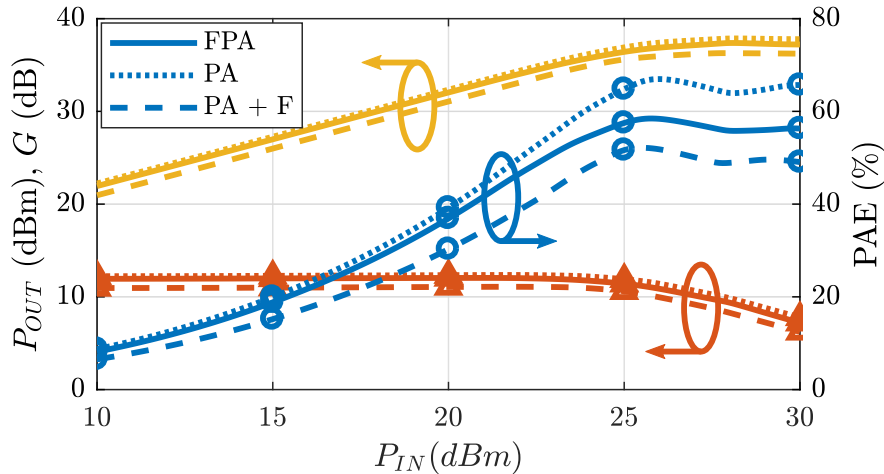 40
30
20
10
0
P_OUT (dBm), G (dB)
FPA
PA
PA + F
80
60
40
20
0
PAE (%)
10 15 20 25 30
P_IN(dBm)